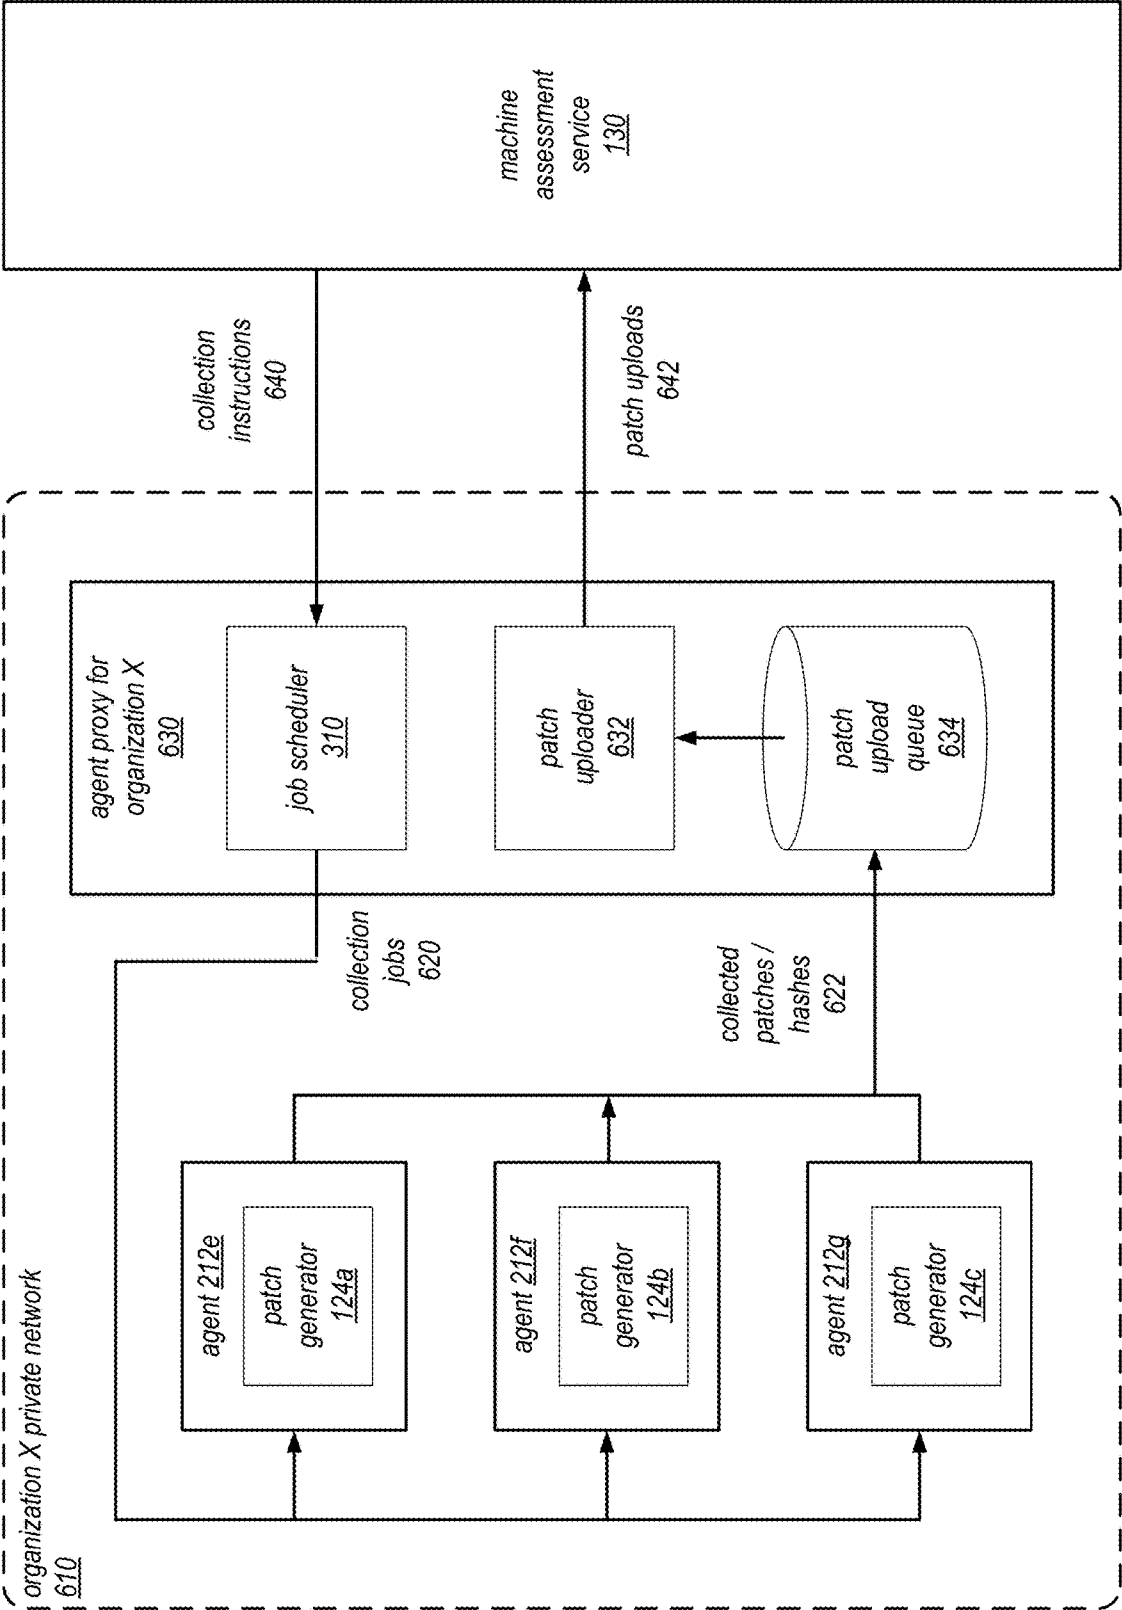 organization X private network
610
agent 212e
patch
generator
124a
agent 212f
patch
generator
124b
agent 212g
patch
generator
124c
collection
jobs
620
collected
patches /
hashes
622
agent proxy for
organization X
630
job scheduler
310
patch
uploader
632
patch
upload
queue
634
collection
instructions
640
patch uploads
642
machine
assessment
service
130